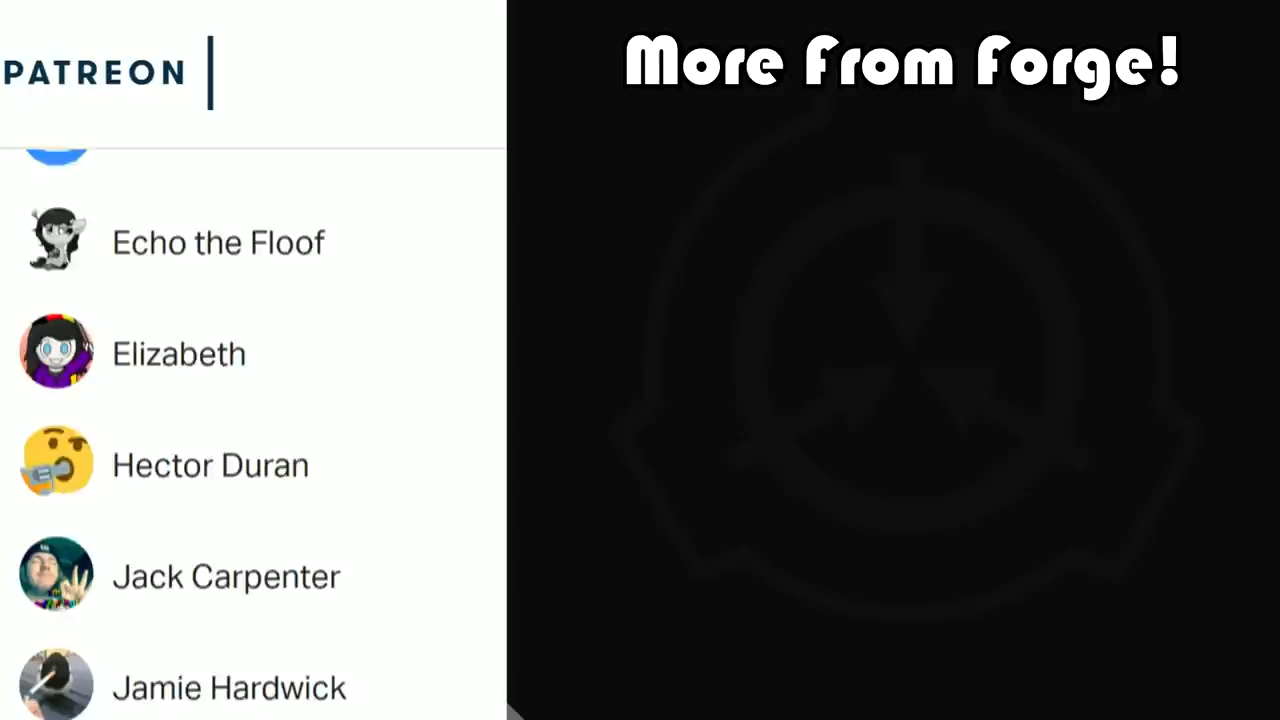 PATREON
More From Forge!
Echo the Floof
Elizabeth
Hector Duran
Jack Carpenter
Jamie Hardwick